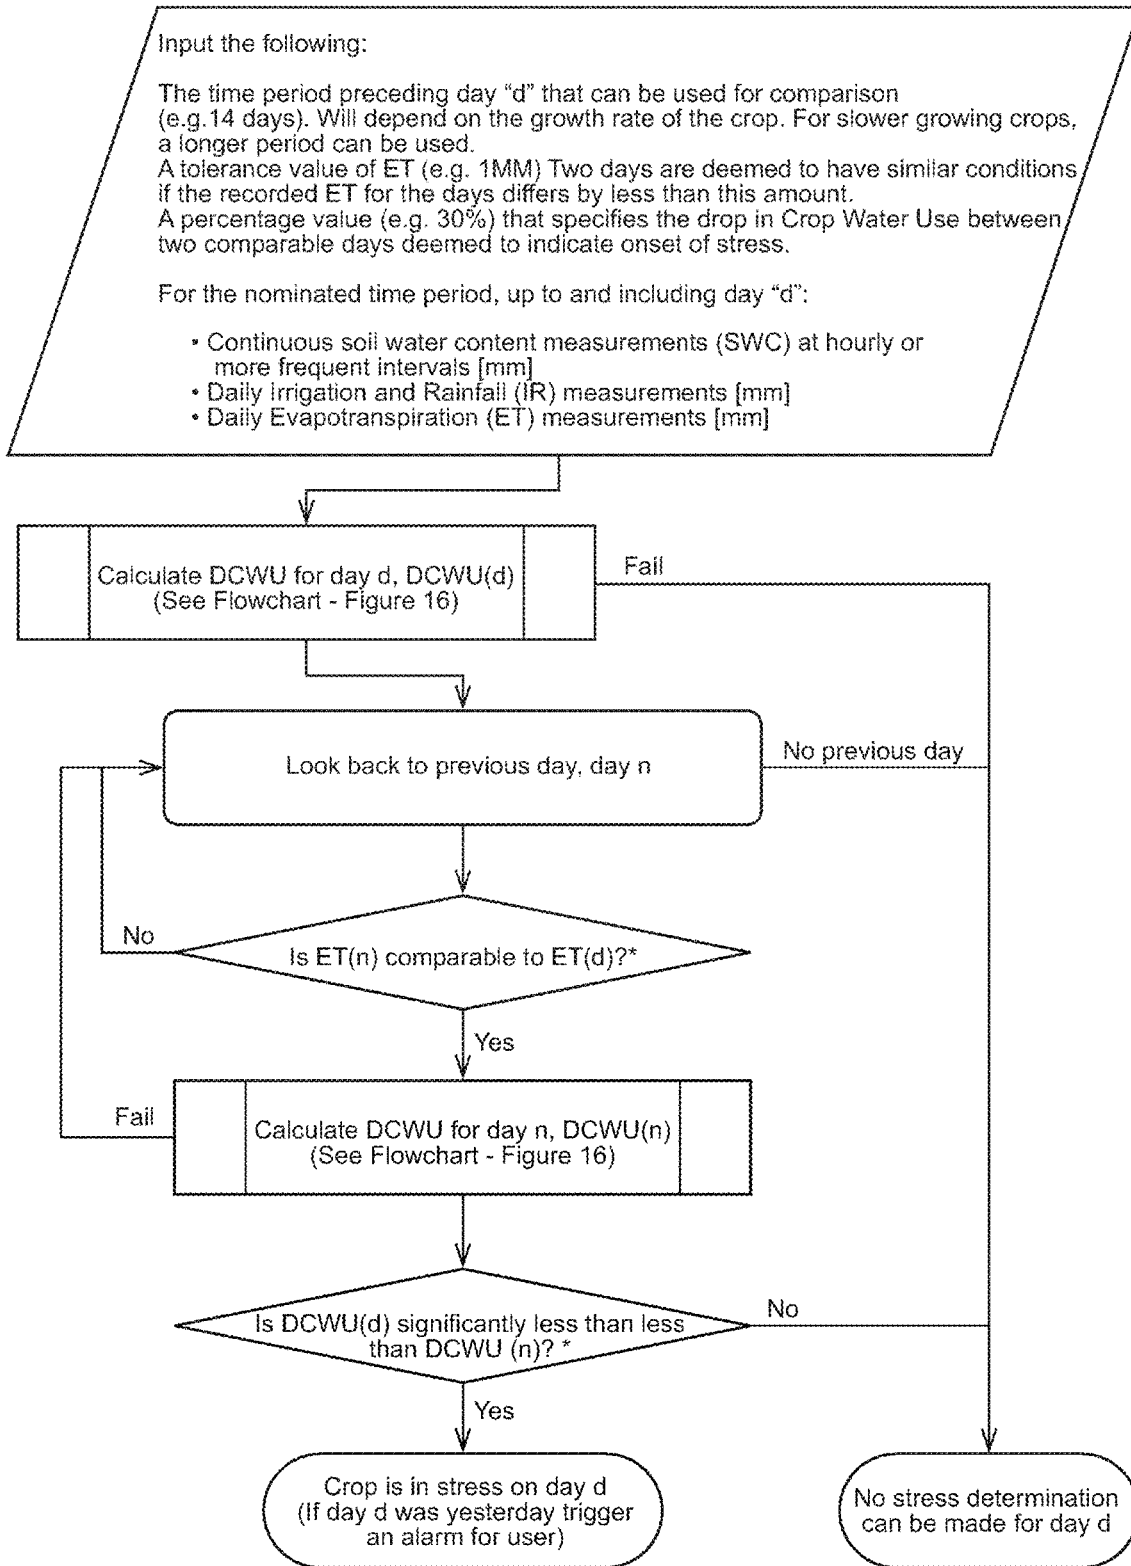 Input the following:
The time period preceding day “d” that can be used for comparison
(e.g.14 days). Will depend on the growth rate of the crop. For slower growing crops,
a longer period can be used.
A tolerance value of ET (e.g. 1MM) Two days are deemed to have similar conditions
if the recorded ET for the days differs by less than this amount.
A percentage value (e.g. 30%) that specifies the drop in Crop Water Use between
two comparable days deemed to indicate onset of stress.
For the nominated time period, up to and including day “d”:
• Continuous soil water content measurements (SWC) at hourly or
more frequent intervals [mm]
• Daily Irrigation and Rainfall (IR) measurements [mm]
• Daily Evapotranspiration (ET) measurements [mm]
Calculate DCWU for day d, DCWU(d)
(See Flowchart - Figure 16)
Fail
Look back to previous day, day n
No previous day
Is ET(n) comparable to ET(d)?*
No
Yes
Calculate DCWU for day n, DCWU(n)
(See Flowchart - Figure 16)
Fail
Is DCWU(d) significantly less than less
than DCWU (n)? *
No
Yes
Crop is in stress on day d
(If day d was yesterday trigger
an alarm for user)
No stress determination
can be made for day d